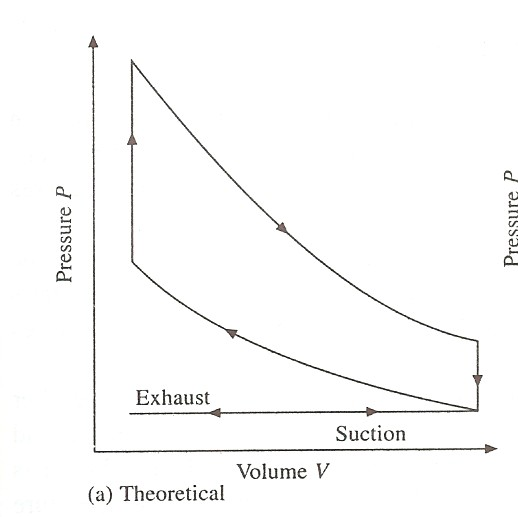 Pressure P
Pressure P
Exhaust
Suction
Volume V
(a) Theoretical